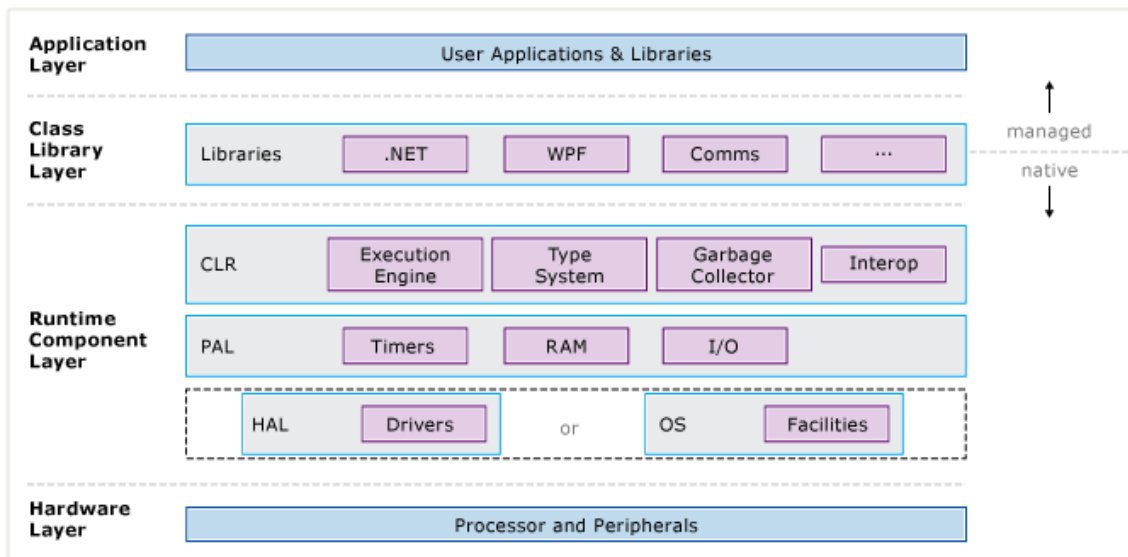 Application
Layer
User Applications & Libraries
Class
Library
Layer
Libraries
.NET
WPF
Comms
...
managed
native
Runtime
Component
Layer
CLR
Execution
Engine
Type
System
Garbage
Collector
Interop
PAL
Timers
RAM
I/O
HAL
Drivers
or
OS
Facilities
Hardware
Layer
Processor and Peripherals